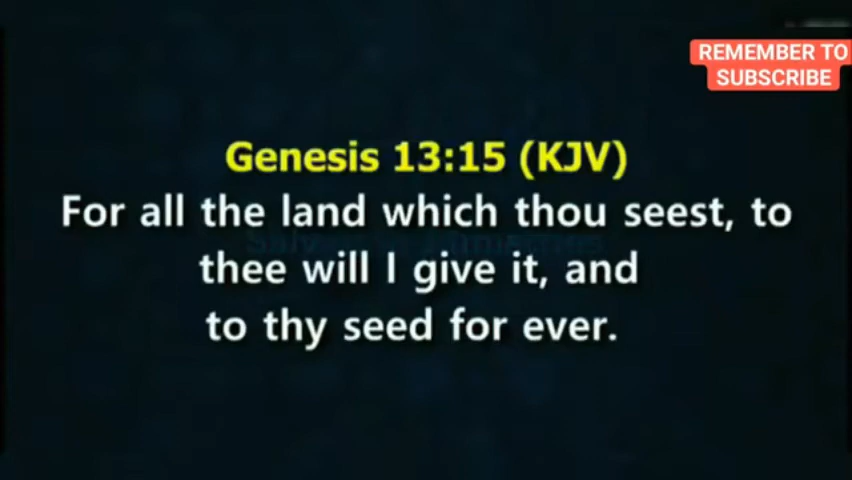 REMEMBER TO
SUBSCRIBE
Genesis 13:15 (KJV)
For all the land which thou seest, to
thee will I give it, and
to thy seed for ever.